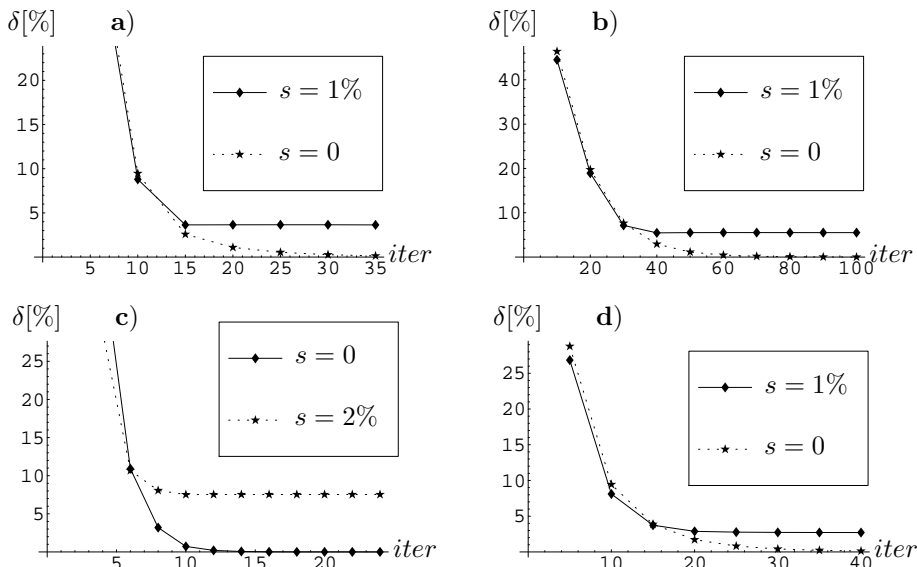 δ[%] a)
20
15
10
5
s = 1%
s = 0
5 10 15 20 25 30 35 iter
δ[%] b)
40
30
20
10
s = 1%
s = 0
20 40 60 80 100 iter
δ[%] c)
25
20
15
10
5
s = 0
s = 2%
5 10 15 20 iter
δ[%] d)
25
20
15
10
5
s = 1%
s = 0
10 20 30 40 iter